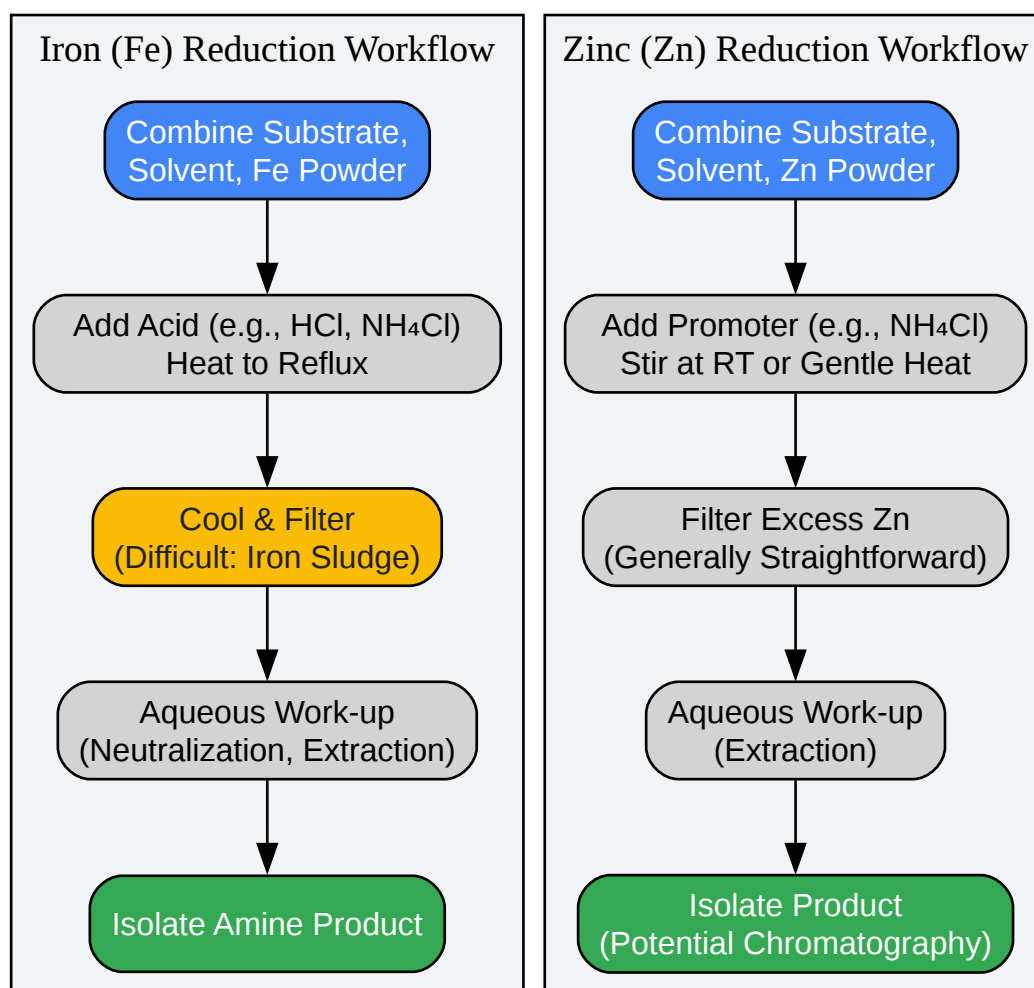 Iron (Fe) Reduction Workflow
Combine Substrate,
Solvent, Fe Powder
Add Acid (e.g., HCl, NH₄Cl)
Heat to Reflux
Cool & Filter
(Difficult: Iron Sludge)
Aqueous Work-up
(Neutralization, Extraction)
Isolate Amine Product
Zinc (Zn) Reduction Workflow
Combine Substrate,
Solvent, Zn Powder
Add Promoter (e.g., NH₄Cl)
Stir at RT or Gentle Heat
Filter Excess Zn
(Generally Straightforward)
Aqueous Work-up
(Extraction)
Isolate Product
(Potential Chromatography)